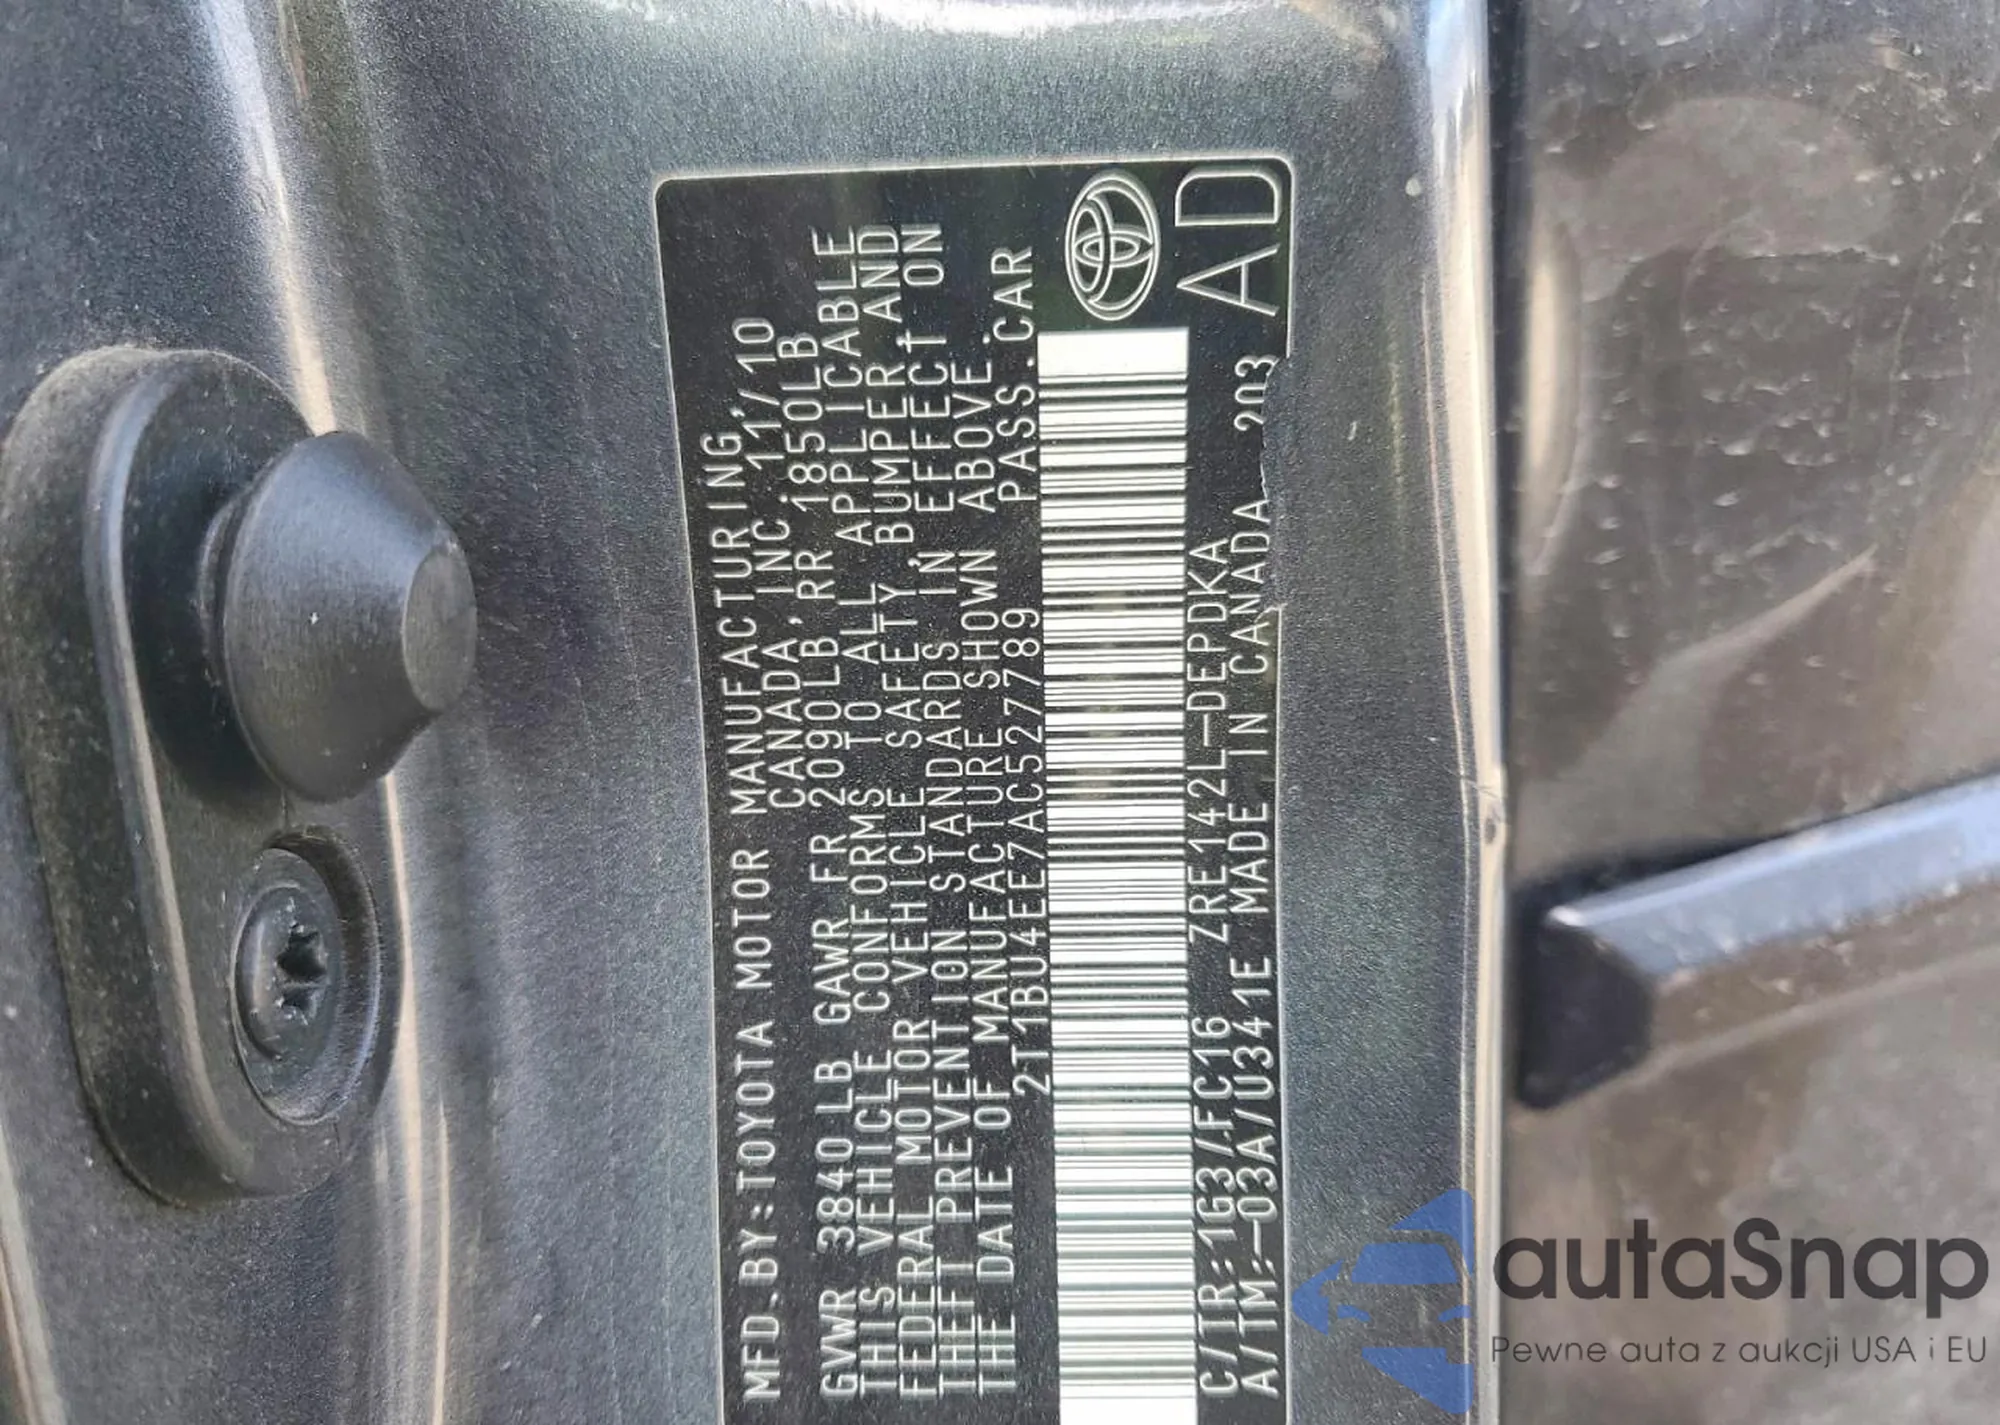 MFD.BY:TOYOTA MOTOR MANUFACTURING,
CANADA, INC. 11/10
GVWR 3840 LB GAWR FR 2090LB, RR 1850LB
THIS VEHICLE CONFORMS TO ALL APPLICABLE
FEDERAL MOTOR VEHICLE SAFETY, BUMPER, AND
THEFT PREVENTION STANDARDS IN EFFECT ON
THE DATE OF MANUFACTURE SHOWN ABOVE.
2T1BU4EE7AC527789 PASS.CAR
C/TR:1G3/FC16 ZRE142L-DEPDKA
A/TM:-03A/U341E MADE IN CANADA 203
AD
autaSnap
Pewne auta z aukcji USA i EU